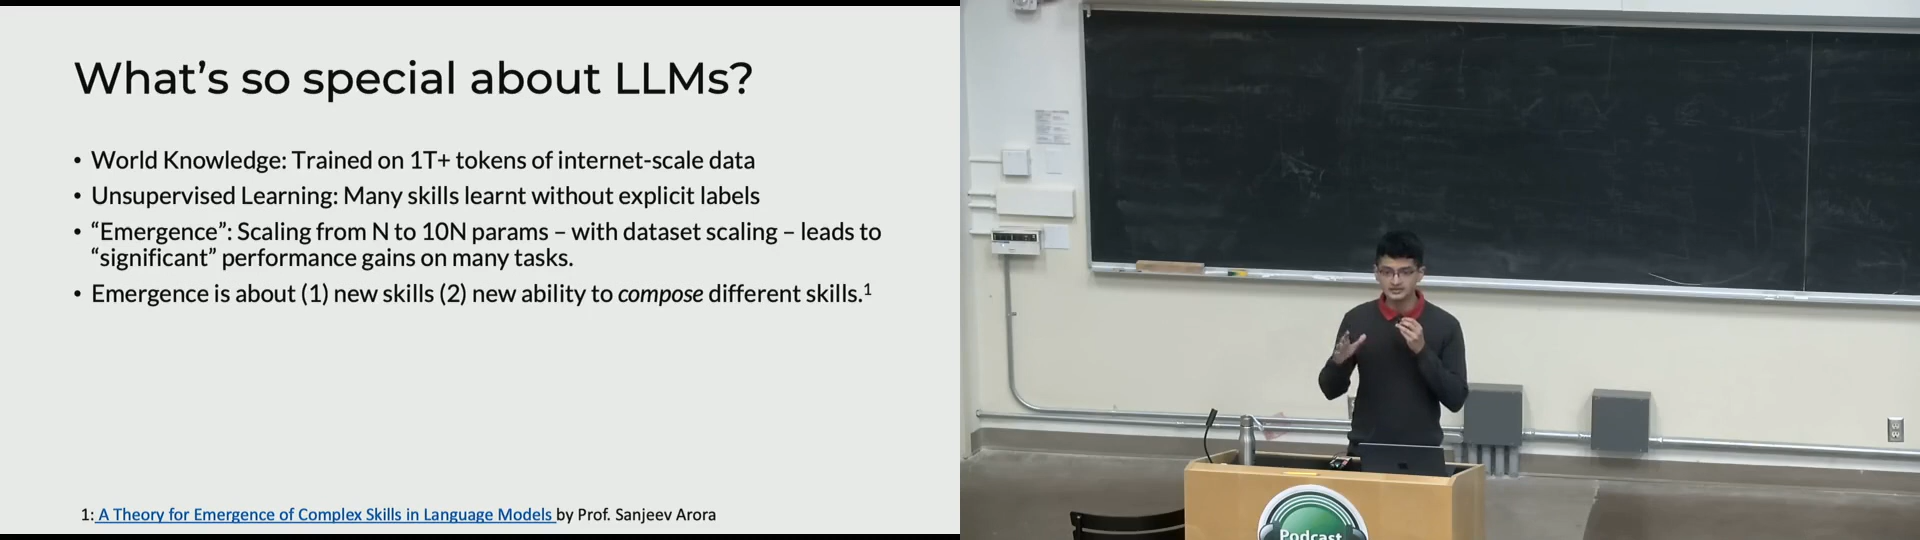 What's so special about LLMs?
• World Knowledge: Trained on 1T+ tokens of internet-scale data
• Unsupervised Learning: Many skills learnt without explicit labels
• “Emergence”: Scaling from N to 10N params – with dataset scaling – leads to
“significant” performance gains on many tasks.
• Emergence is about (1) new skills (2) new ability to compose different skills.¹
1: A Theory for Emergence of Complex Skills in Language Models by Prof. Sanjeev Arora
Podcast